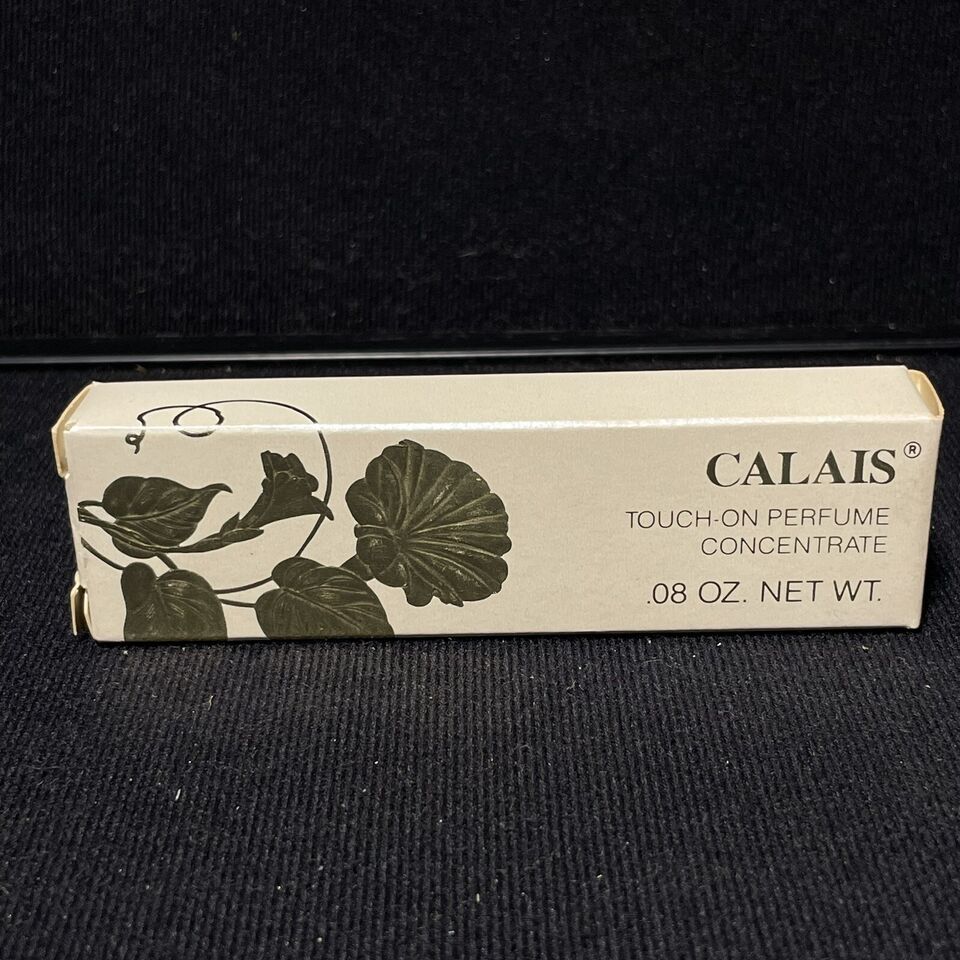 CALAIS®
TOUCH-ON PERFUME
CONCENTRATE
.08 OZ. NET WT.